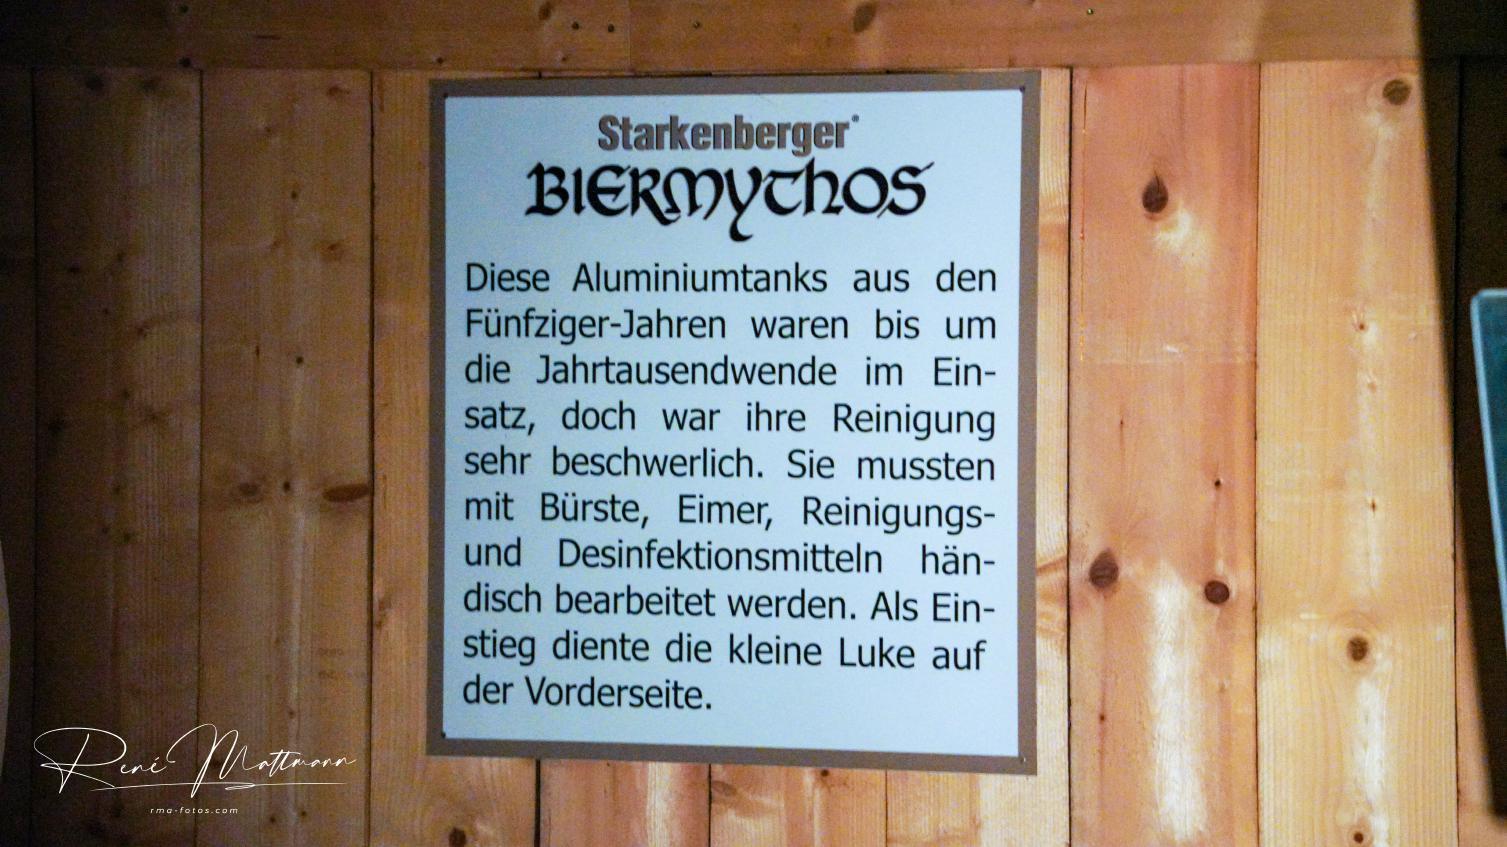 Starkenberger®
BIERMYTHOS
Diese Aluminiumtanks aus den
Fünfziger-Jahren waren bis um
die Jahrtausendwende im Ein-
satz, doch war ihre Reinigung
sehr beschwerlich. Sie mussten
mit Bürste, Eimer, Reinigungs-
und Desinfektionsmitteln hän-
disch bearbeitet werden. Als Ein-
stieg diente die kleine Luke auf
der Vorderseite.
René Mattmann
rma-fotos.com